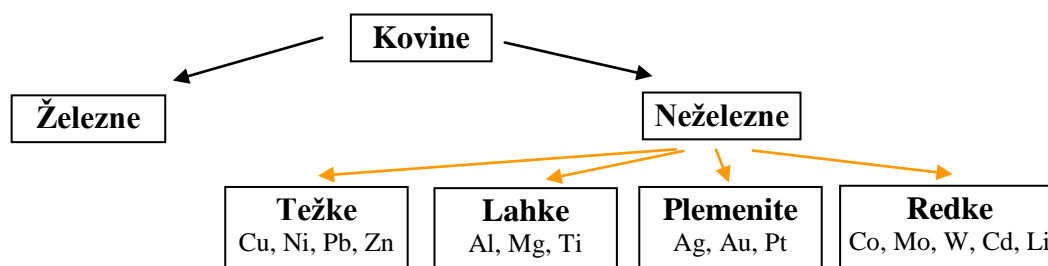 Kovine
Železne
Neželezne
Težke
Cu, Ni, Pb, Zn
Lahke
Al, Mg, Ti
Plemenite
Ag, Au, Pt
Redke
Co, Mo, W, Cd, Li